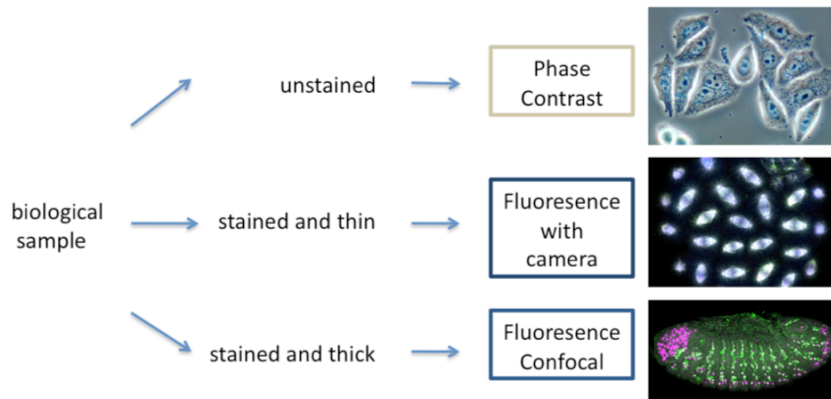 unstained
Phase
Contrast
biological
sample
stained and thin
Fluoresence
with
camera
stained and thick
Fluoresence
Confocal